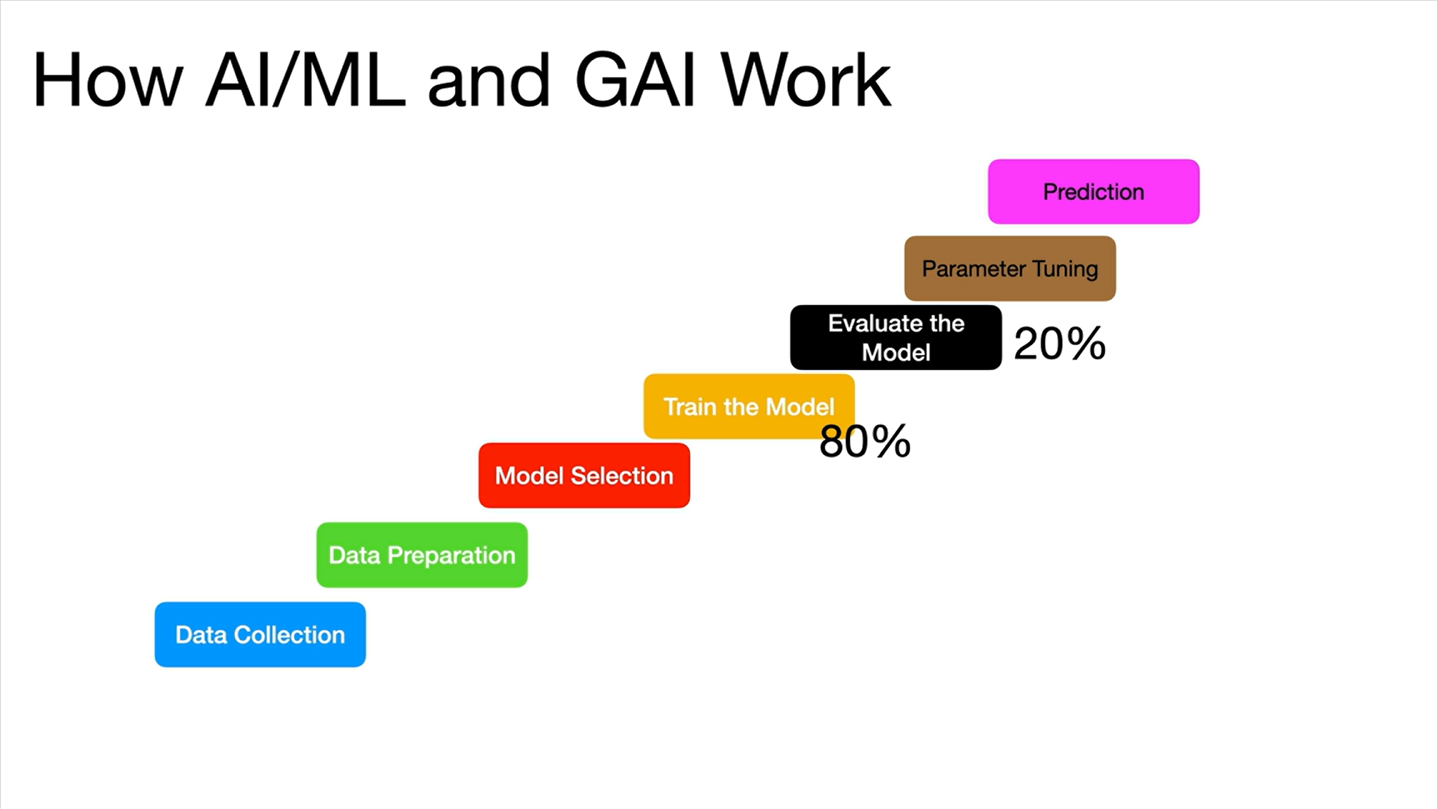 How AI/ML and GAI Work
Prediction
Parameter Tuning
Evaluate the
Model
20%
Train the Model
80%
Model Selection
Data Preparation
Data Collection